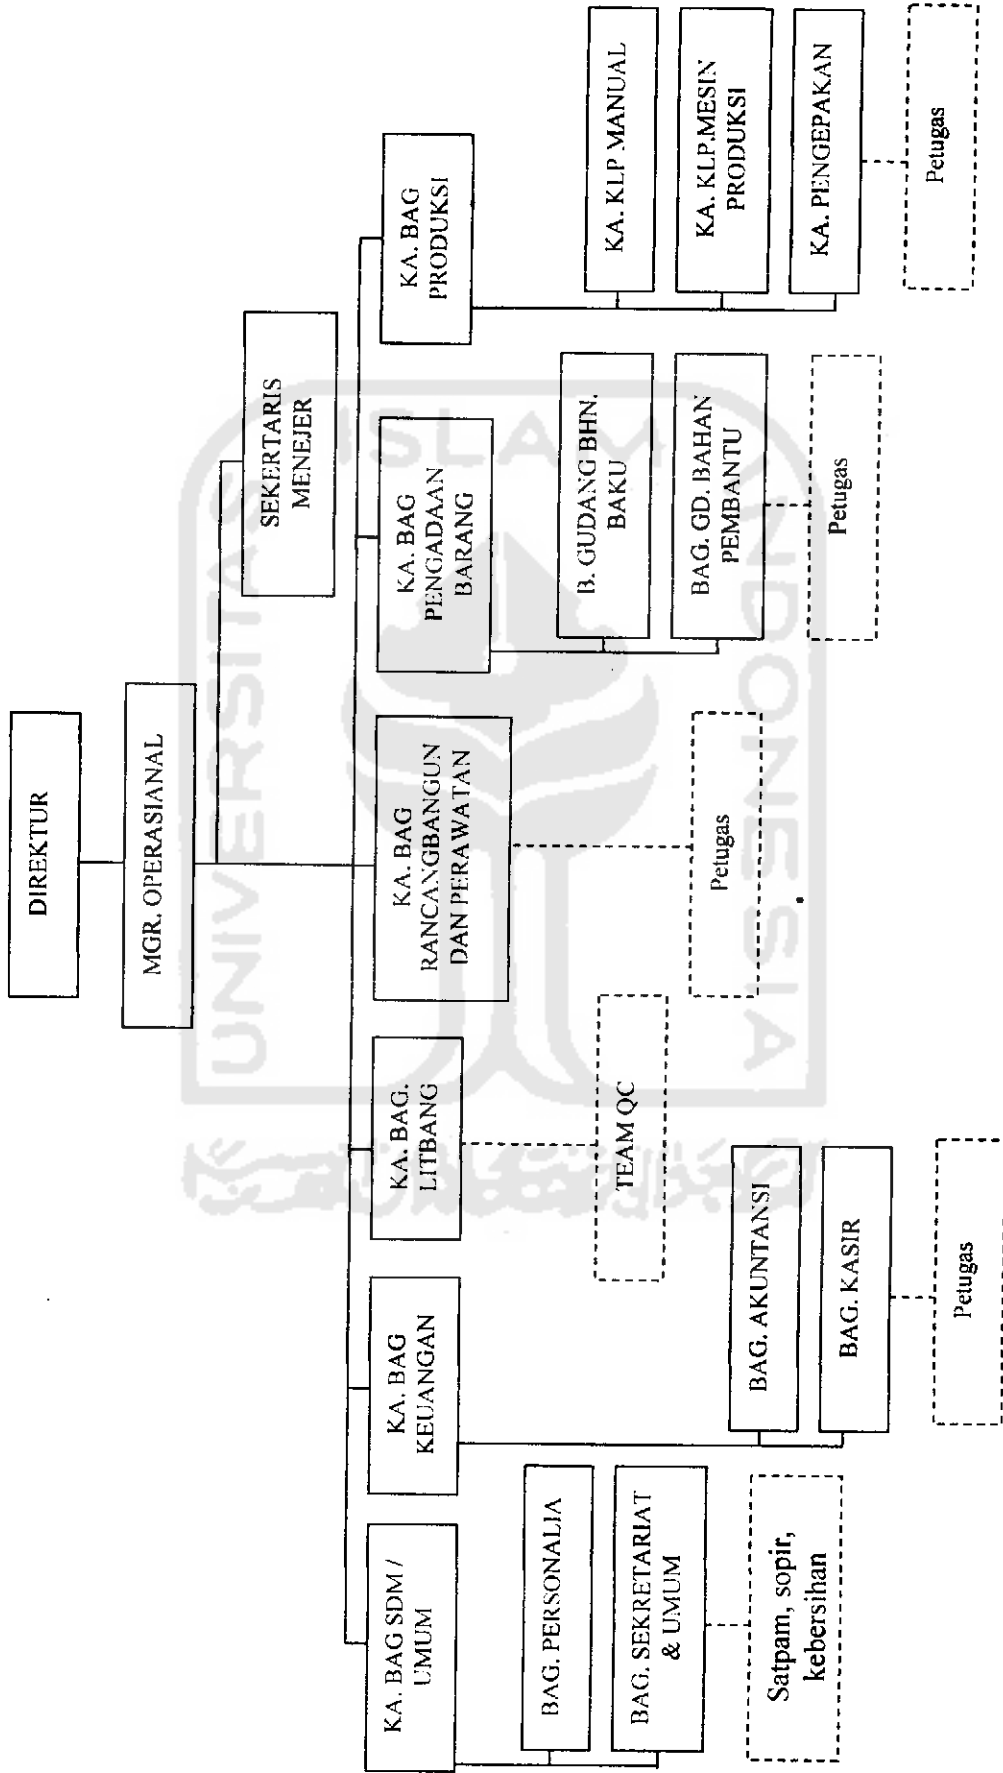 DIREKTUR
MGR. OPERASIANAL
SEKERTARIS
MENEJER
KA. BAG SDM /
UMUM
KA. BAG
KEUANGAN
KA. BAG.
LITBANG
KA. BAG
RANCANGBANGUN
DAN PERAWATAN
KA. BAG
PENGADAAN
BARANG
KA. BAG
PRODUKSI
BAG. PERSONALIA
BAG. SEKRETARIAT
& UMUM
Satpam, sopir,
kebersihan
BAG. AKUNTANSI
BAG. KASIR
Petugas
TEAM QC
Petugas
B. GUDANG BHN.
BAKU
BAG. GD. BAHAN
PEMBANTU
Petugas
KA. KLP MANUAL
KA. KLP.MESIN
PRODUKSI
KA. PENGEPAKAN
Petugas
UNIVERSITAS
ISLAM
INDONESIA